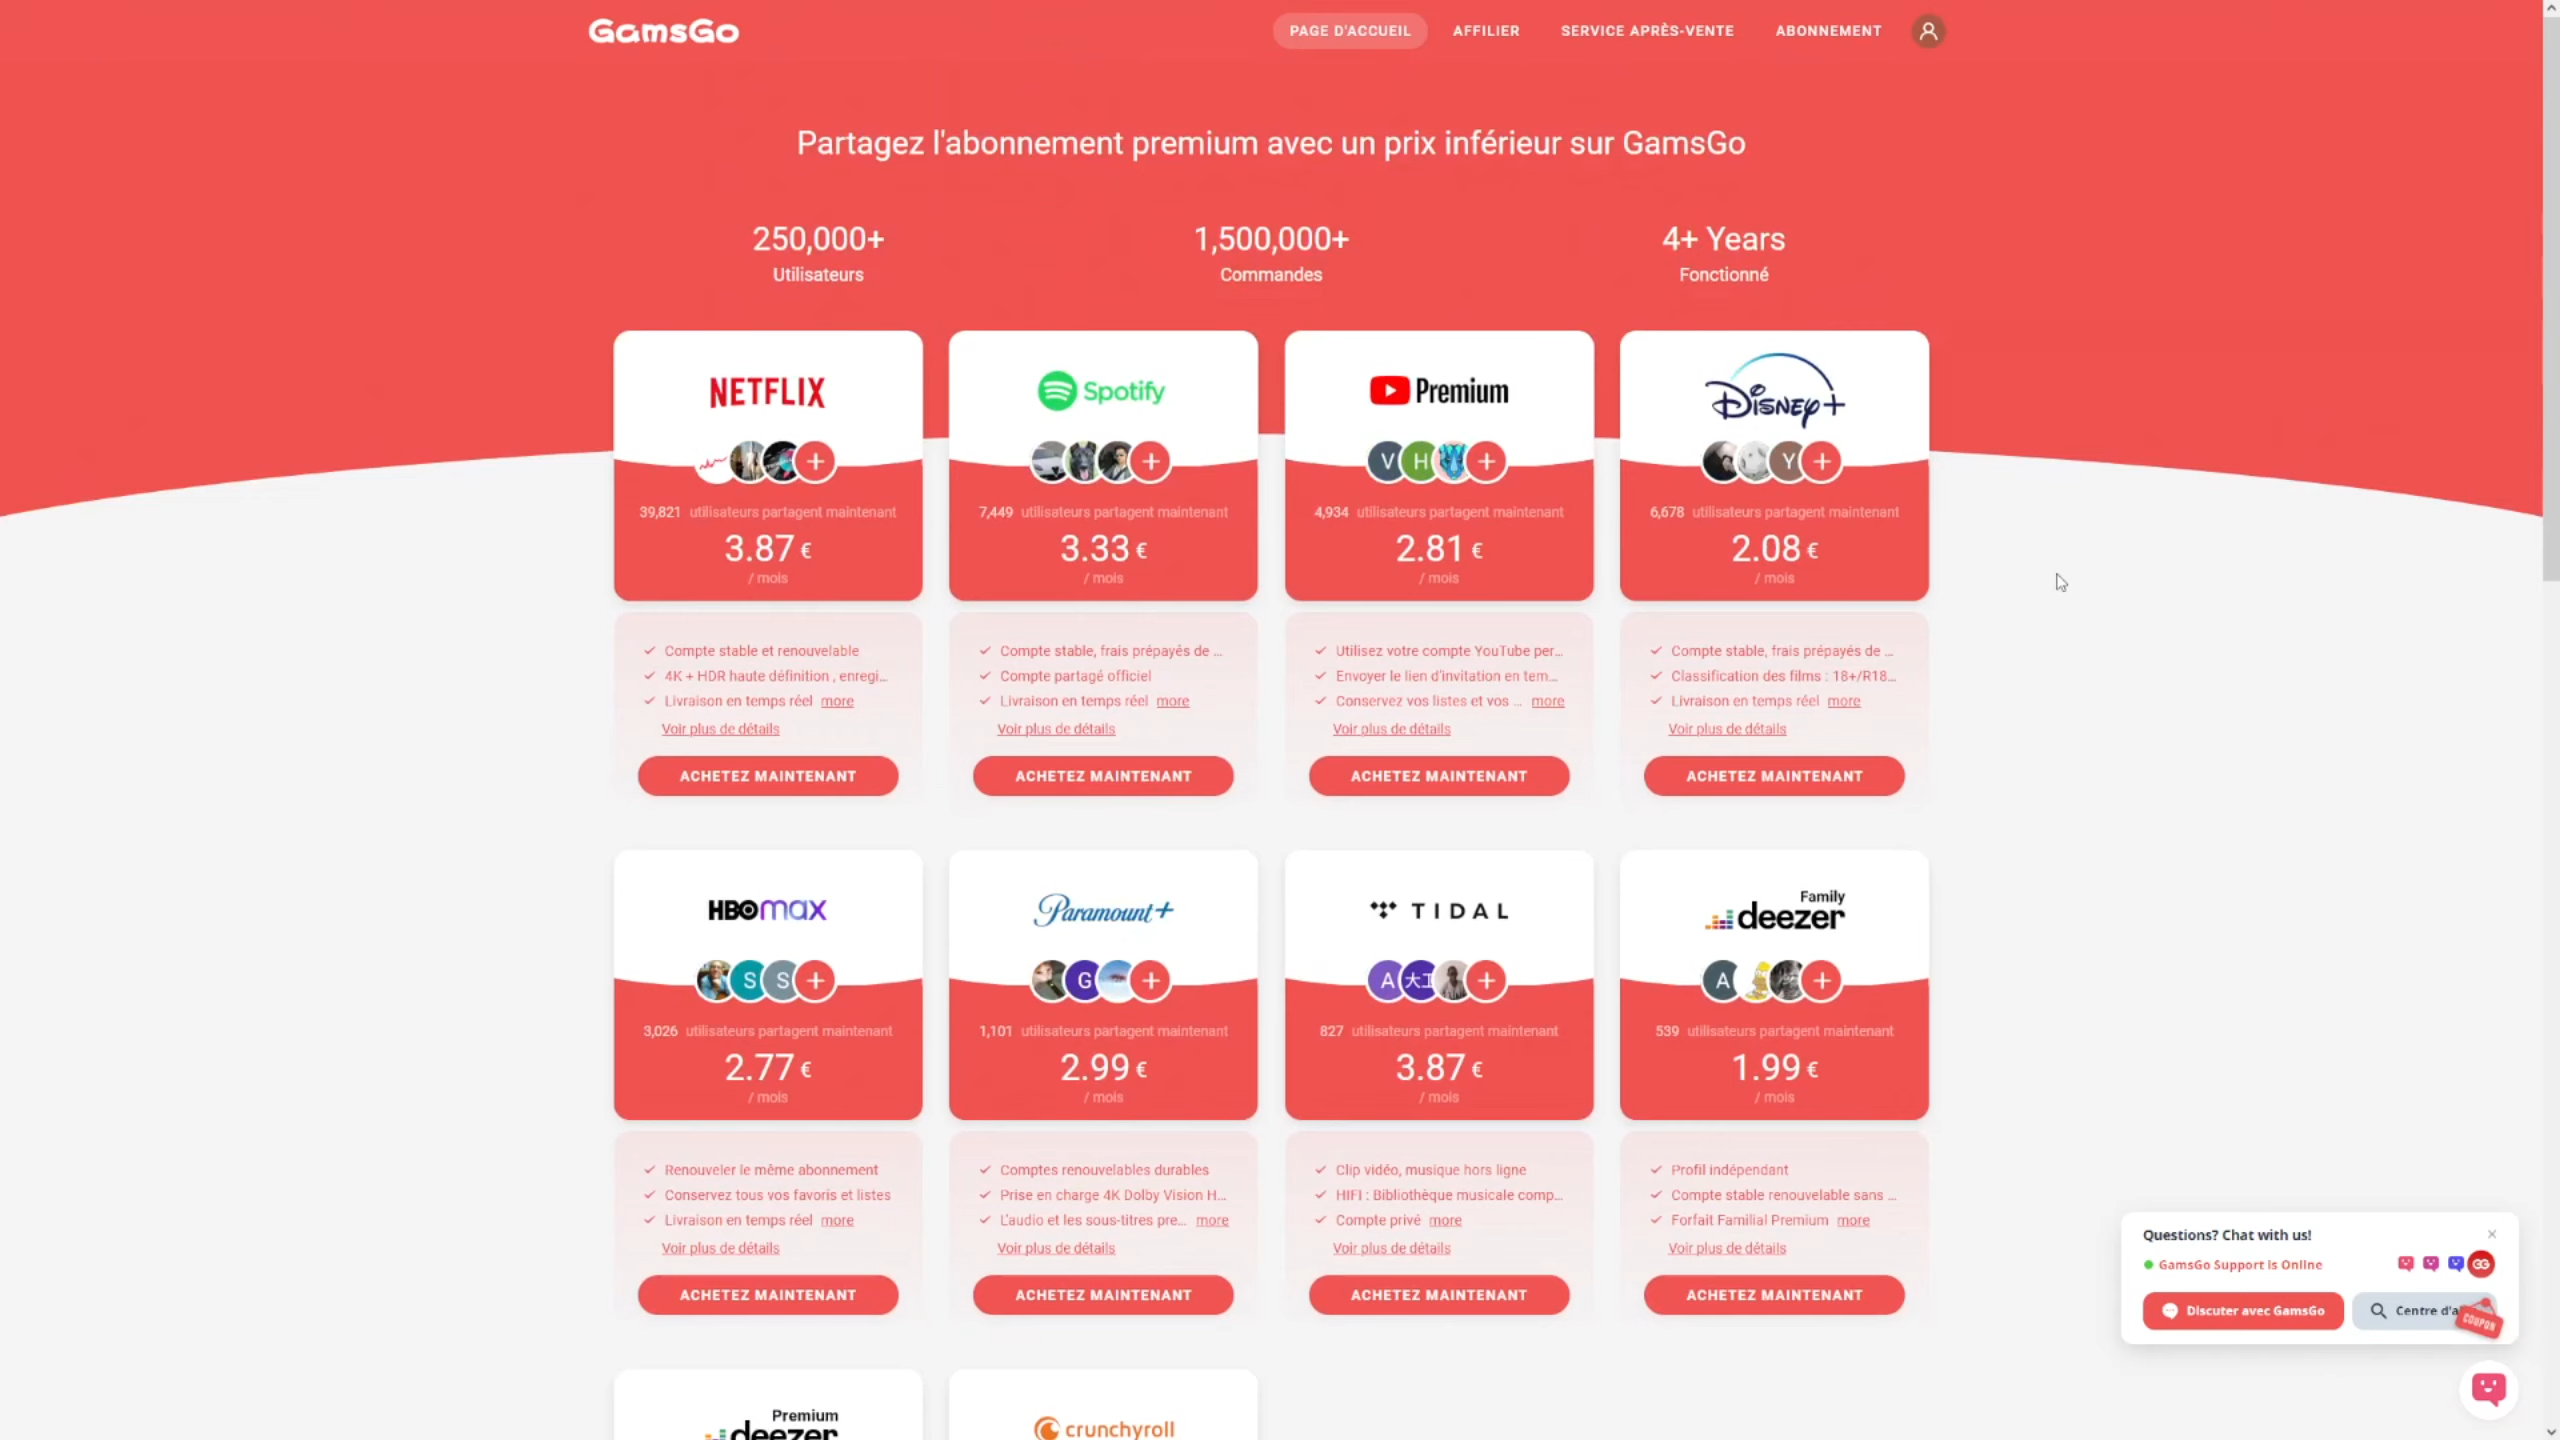 GamsGo
PAGE D'ACCUEIL
AFFILIER
SERVICE APRÈS-VENTE
ABONNEMENT
Partagez l'abonnement premium avec un prix inférieur sur GamsGo
250,000+
Utilisateurs
1,500,000+
Commandes
4+ Years
Fonctionné
NETFLIX
39,821 utilisateurs partagent maintenant
3.87 €
/ mois
Compte stable et renouvelable
4K + HDR haute définition , enregi...
Livraison en temps réel more
Voir plus de détails
ACHETEZ MAINTENANT
Spotify
7,449 utilisateurs partagent maintenant
3.33 €
/ mois
Compte stable, frais prépayés de ...
Compte partagé officiel
Livraison en temps réel more
Voir plus de détails
ACHETEZ MAINTENANT
Premium
V H
4,934 utilisateurs partagent maintenant
2.81 €
/ mois
Utilisez votre compte YouTube per...
Envoyer le lien d'invitation en tem...
Conservez vos listes et vos ... more
Voir plus de détails
ACHETEZ MAINTENANT
Disney+
Y
6,678 utilisateurs partagent maintenant
2.08 €
/ mois
Compte stable, frais prépayés de ...
Classification des films : 18+/R18...
Livraison en temps réel more
Voir plus de détails
ACHETEZ MAINTENANT
HBOmax
S S
3,026 utilisateurs partagent maintenant
2.77 €
/ mois
Renouveler le même abonnement
Conservez tous vos favoris et listes
Livraison en temps réel more
Voir plus de détails
ACHETEZ MAINTENANT
Paramount+
G
1,101 utilisateurs partagent maintenant
2.99 €
/ mois
Comptes renouvelables durables
Prise en charge 4K Dolby Vision H...
L'audio et les sous-titres pre... more
Voir plus de détails
ACHETEZ MAINTENANT
TIDAL
A 大工
827 utilisateurs partagent maintenant
3.87 €
/ mois
Clip vidéo, musique hors ligne
HIFI : Bibliothèque musicale comp...
Compte privé more
Voir plus de détails
ACHETEZ MAINTENANT
Family
deezer
A
539 utilisateurs partagent maintenant
1.99 €
/ mois
Profil indépendant
Compte stable renouvelable sans ...
Forfait Familial Premium more
Voir plus de détails
ACHETEZ MAINTENANT
Premium
deezer
crunchyroll
Questions? Chat with us!
GamsGo Support Is Online
GG
Discuter avec GamsGo
Centre d'a
COUPON